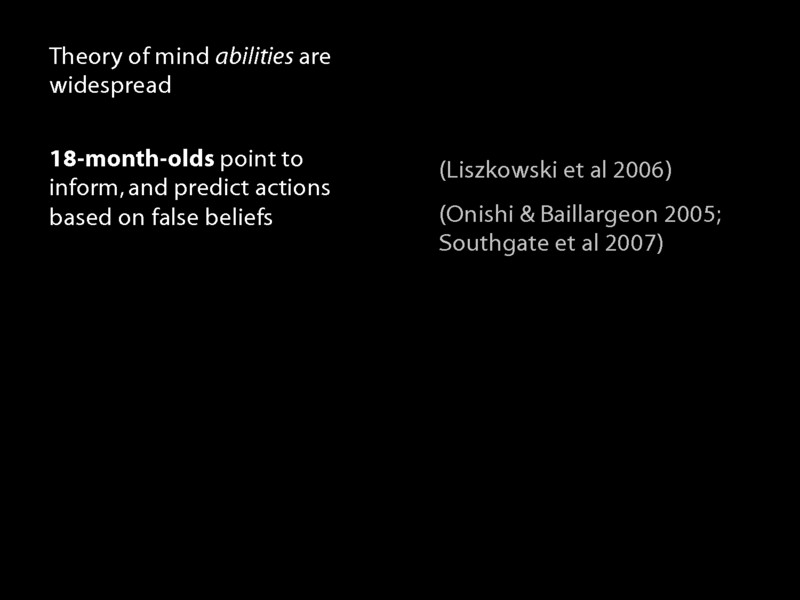 Theory of mind abilities are
widespread
18-month-olds point to
inform, and predict actions
based on false beliefs
(Liszkowski et al 2006)
(Onishi & Baillargeon 2005;
Southgate et al 2007)